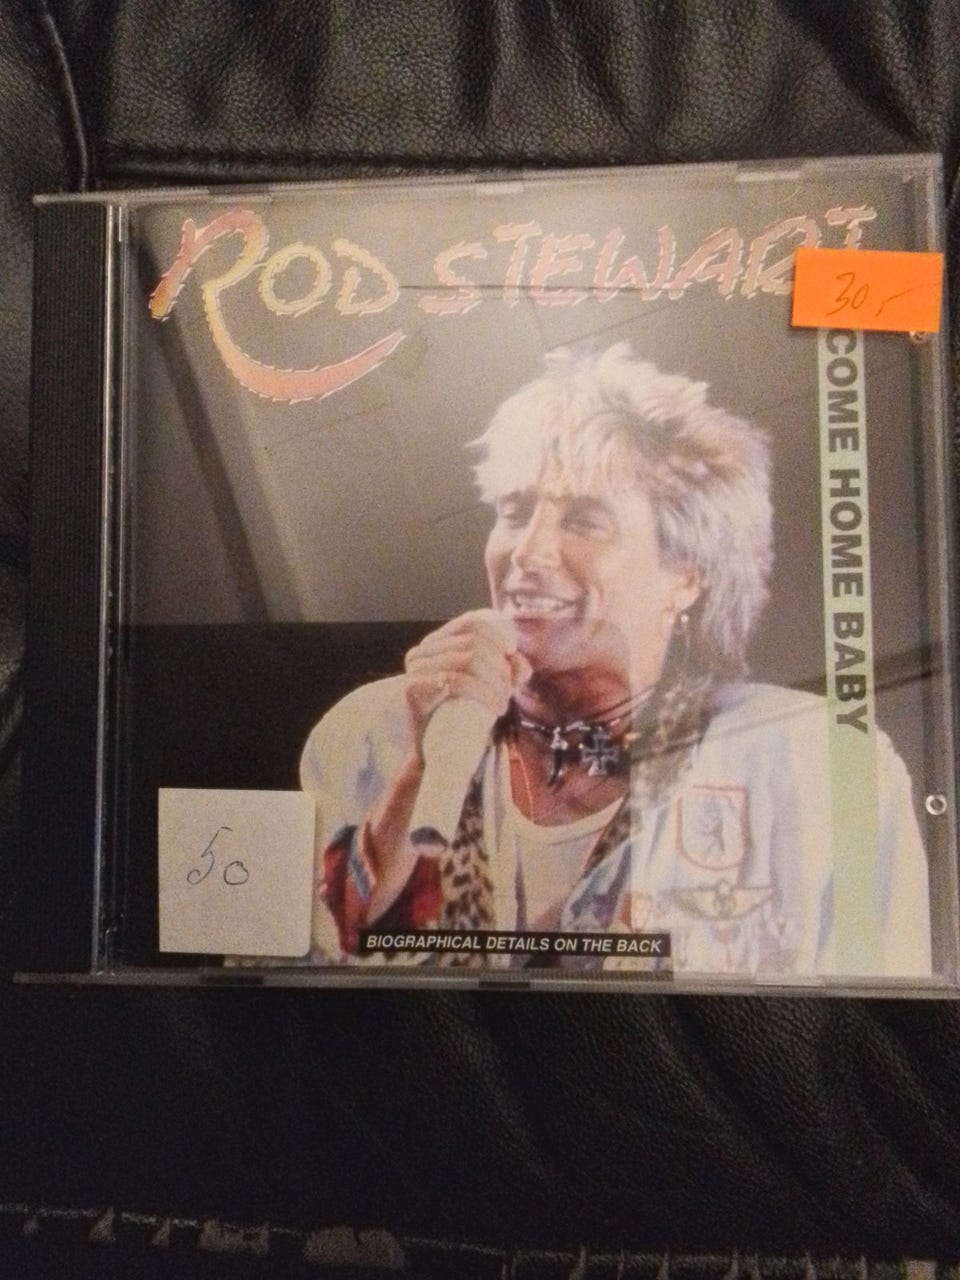 ROD STEWART
30,-
COME HOME BABY
50
BIOGRAPHICAL DETAILS ON THE BACK